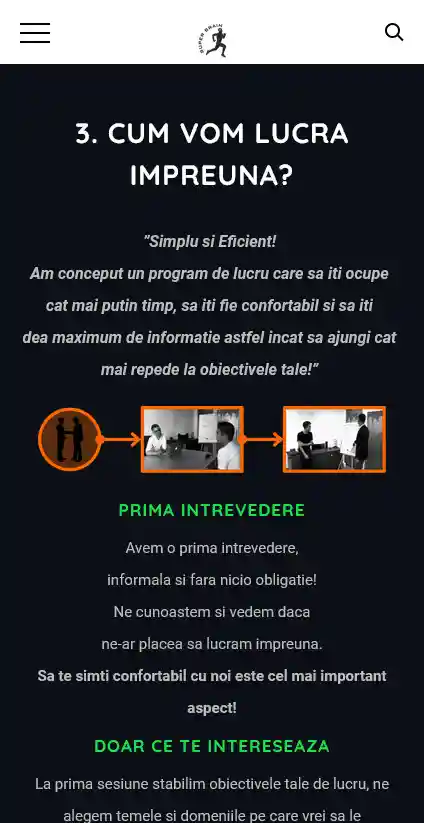 SUPER BRAIN
3. CUM VOM LUCRA
IMPREUNA?
"Simplu si Eficient!
Am conceput un program de lucru care sa iti ocupe
cat mai putin timp, sa iti fie confortabil si sa iti
dea maximum de informatie astfel incat sa ajungi cat
mai repede la obiectivele tale!"
PRIMA INTREVEDERE
Avem o prima intrevedere,
informala si fara nicio obligatie!
Ne cunoastem si vedem daca
ne-ar placea sa lucram impreuna.
Sa te simti confortabil cu noi este cel mai important
aspect!
DOAR CE TE INTERESEAZA
La prima sesiune stabilim obiectivele tale de lucru, ne
alegem temele si domeniile pe care vrei sa le